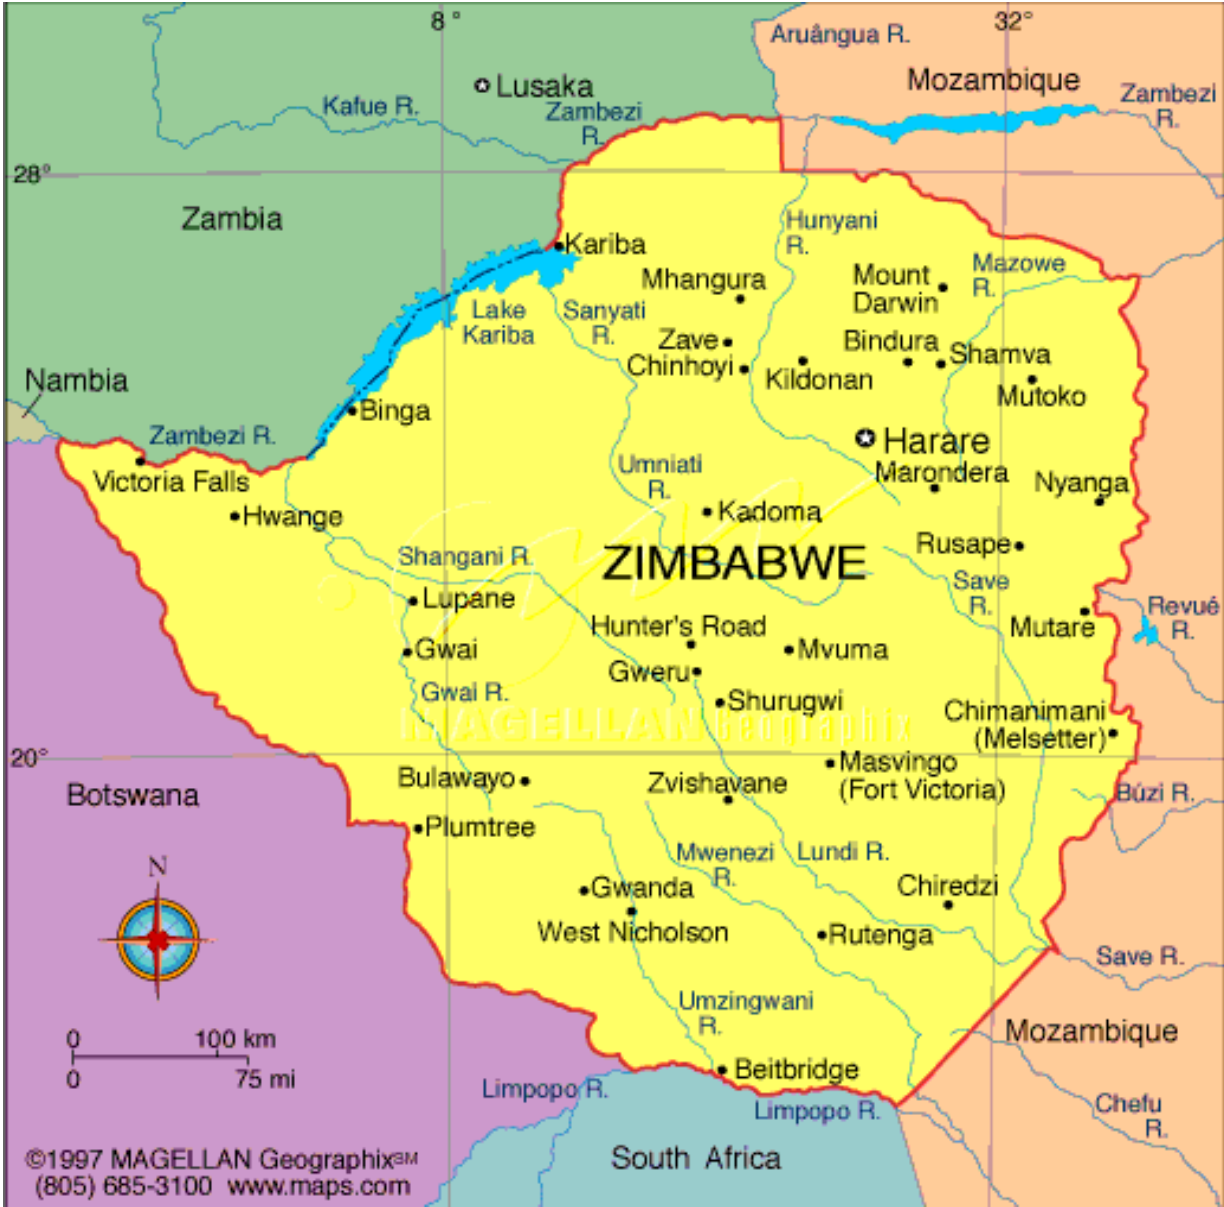 8°
32°
Aruângua R.
Mozambique
Lusaka
Kafue R.
Zambezi
R.
Zambezi
R.
28°
Zambia
Hunyani
R.
Kariba
Mazowe
R.
Mhangura
Mount
Darwin
Lake
Kariba
Sanyati
R.
Zave
Bindura
Shamva
Chinhoyi
Kildonan
Mutoko
Nambia
Binga
Zambezi R.
Harare
Umniati
R.
Marondera
Victoria Falls
Nyanga
Hwange
Kadoma
Shangani R.
ZIMBABWE
Rusape
Save
R.
Lupane
Revué
R.
Hunter's Road
Mutare
Gwai
Mvuma
Gweru
Gwai R.
Shurugwi
MAGELLAN Geographix
Chimanimani
(Melsetter)
20°
Bulawayo
Zvishavane
Masvingo
(Fort Victoria)
Botswana
Búzi R.
Plumtree
Mwenezi
R.
Lundi R.
N
Gwanda
Chiredzi
West Nicholson
Rutenga
Save R.
Umzingwani
R.
Mozambique
0 100 km
0 75 mi
Beitbridge
Limpopo R.
Limpopo R.
Chefu
R.
South Africa
©1997 MAGELLAN Geographix℠
(805) 685-3100 www.maps.com